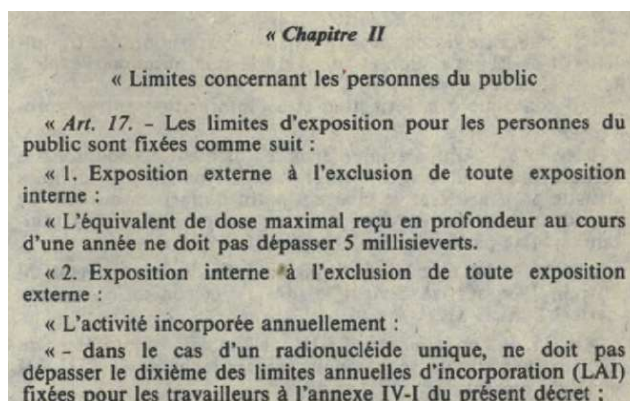 « Chapitre II
« Limites concernant les personnes du public
« Art. 17. - Les limites d'exposition pour les personnes du
public sont fixées comme suit :
« 1. Exposition externe à l'exclusion de toute exposition
interne :
« L'équivalent de dose maximal reçu en profondeur au cours
d'une année ne doit pas dépasser 5 millisieverts.
« 2. Exposition interne à l'exclusion de toute exposition
externe :
« L'activité incorporée annuellement :
« - dans le cas d'un radionucléide unique, ne doit pas
dépasser le dixième des limites annuelles d'incorporation (LAI)
fixées pour les travailleurs à l'annexe IV-I du présent décret ;